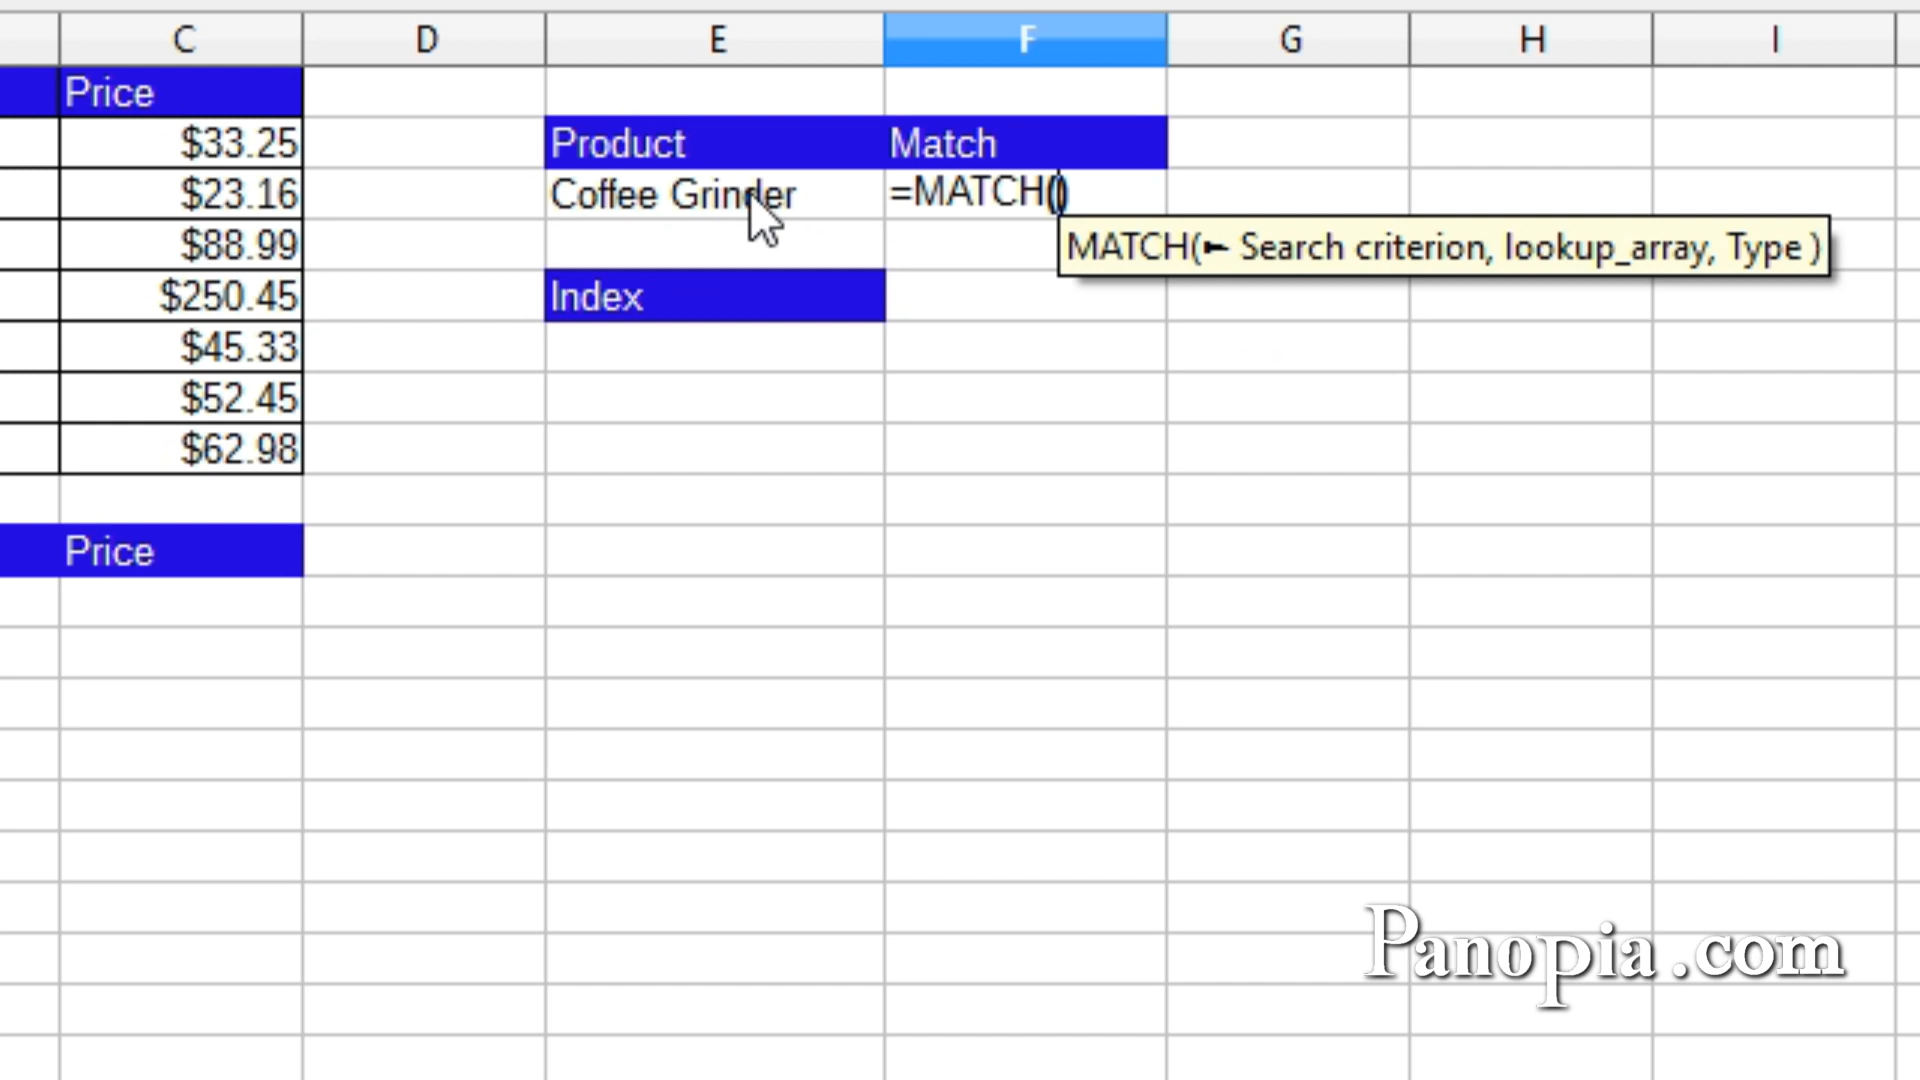 C D E F G H I
Price
$33.25 Product Match
$23.16 Coffee Grinder =MATCH()
$88.99 MATCH( Search criterion, lookup_array, Type )
$250.45 Index
$45.33
$52.45
$62.98
Price
Panopia.com